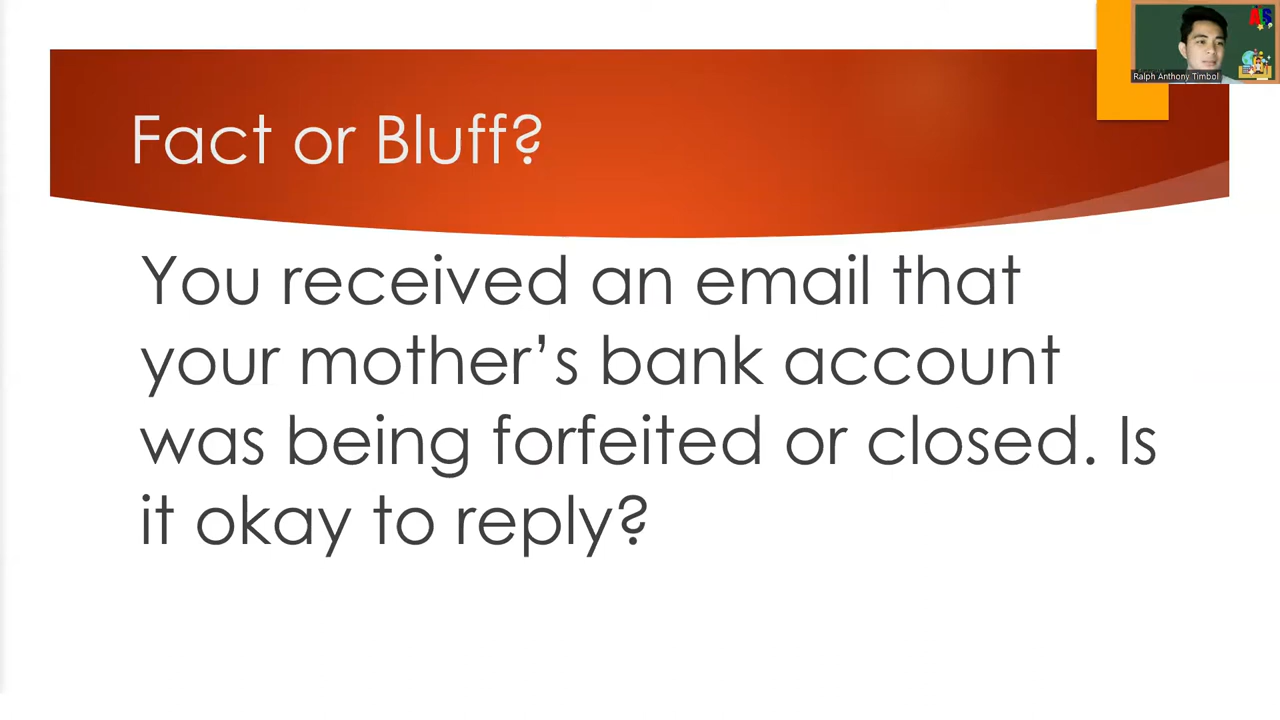 AS
Ralph Anthony Timbol
Fact or Bluff?
You received an email that
your mother’s bank account
was being forfeited or closed. Is
it okay to reply?